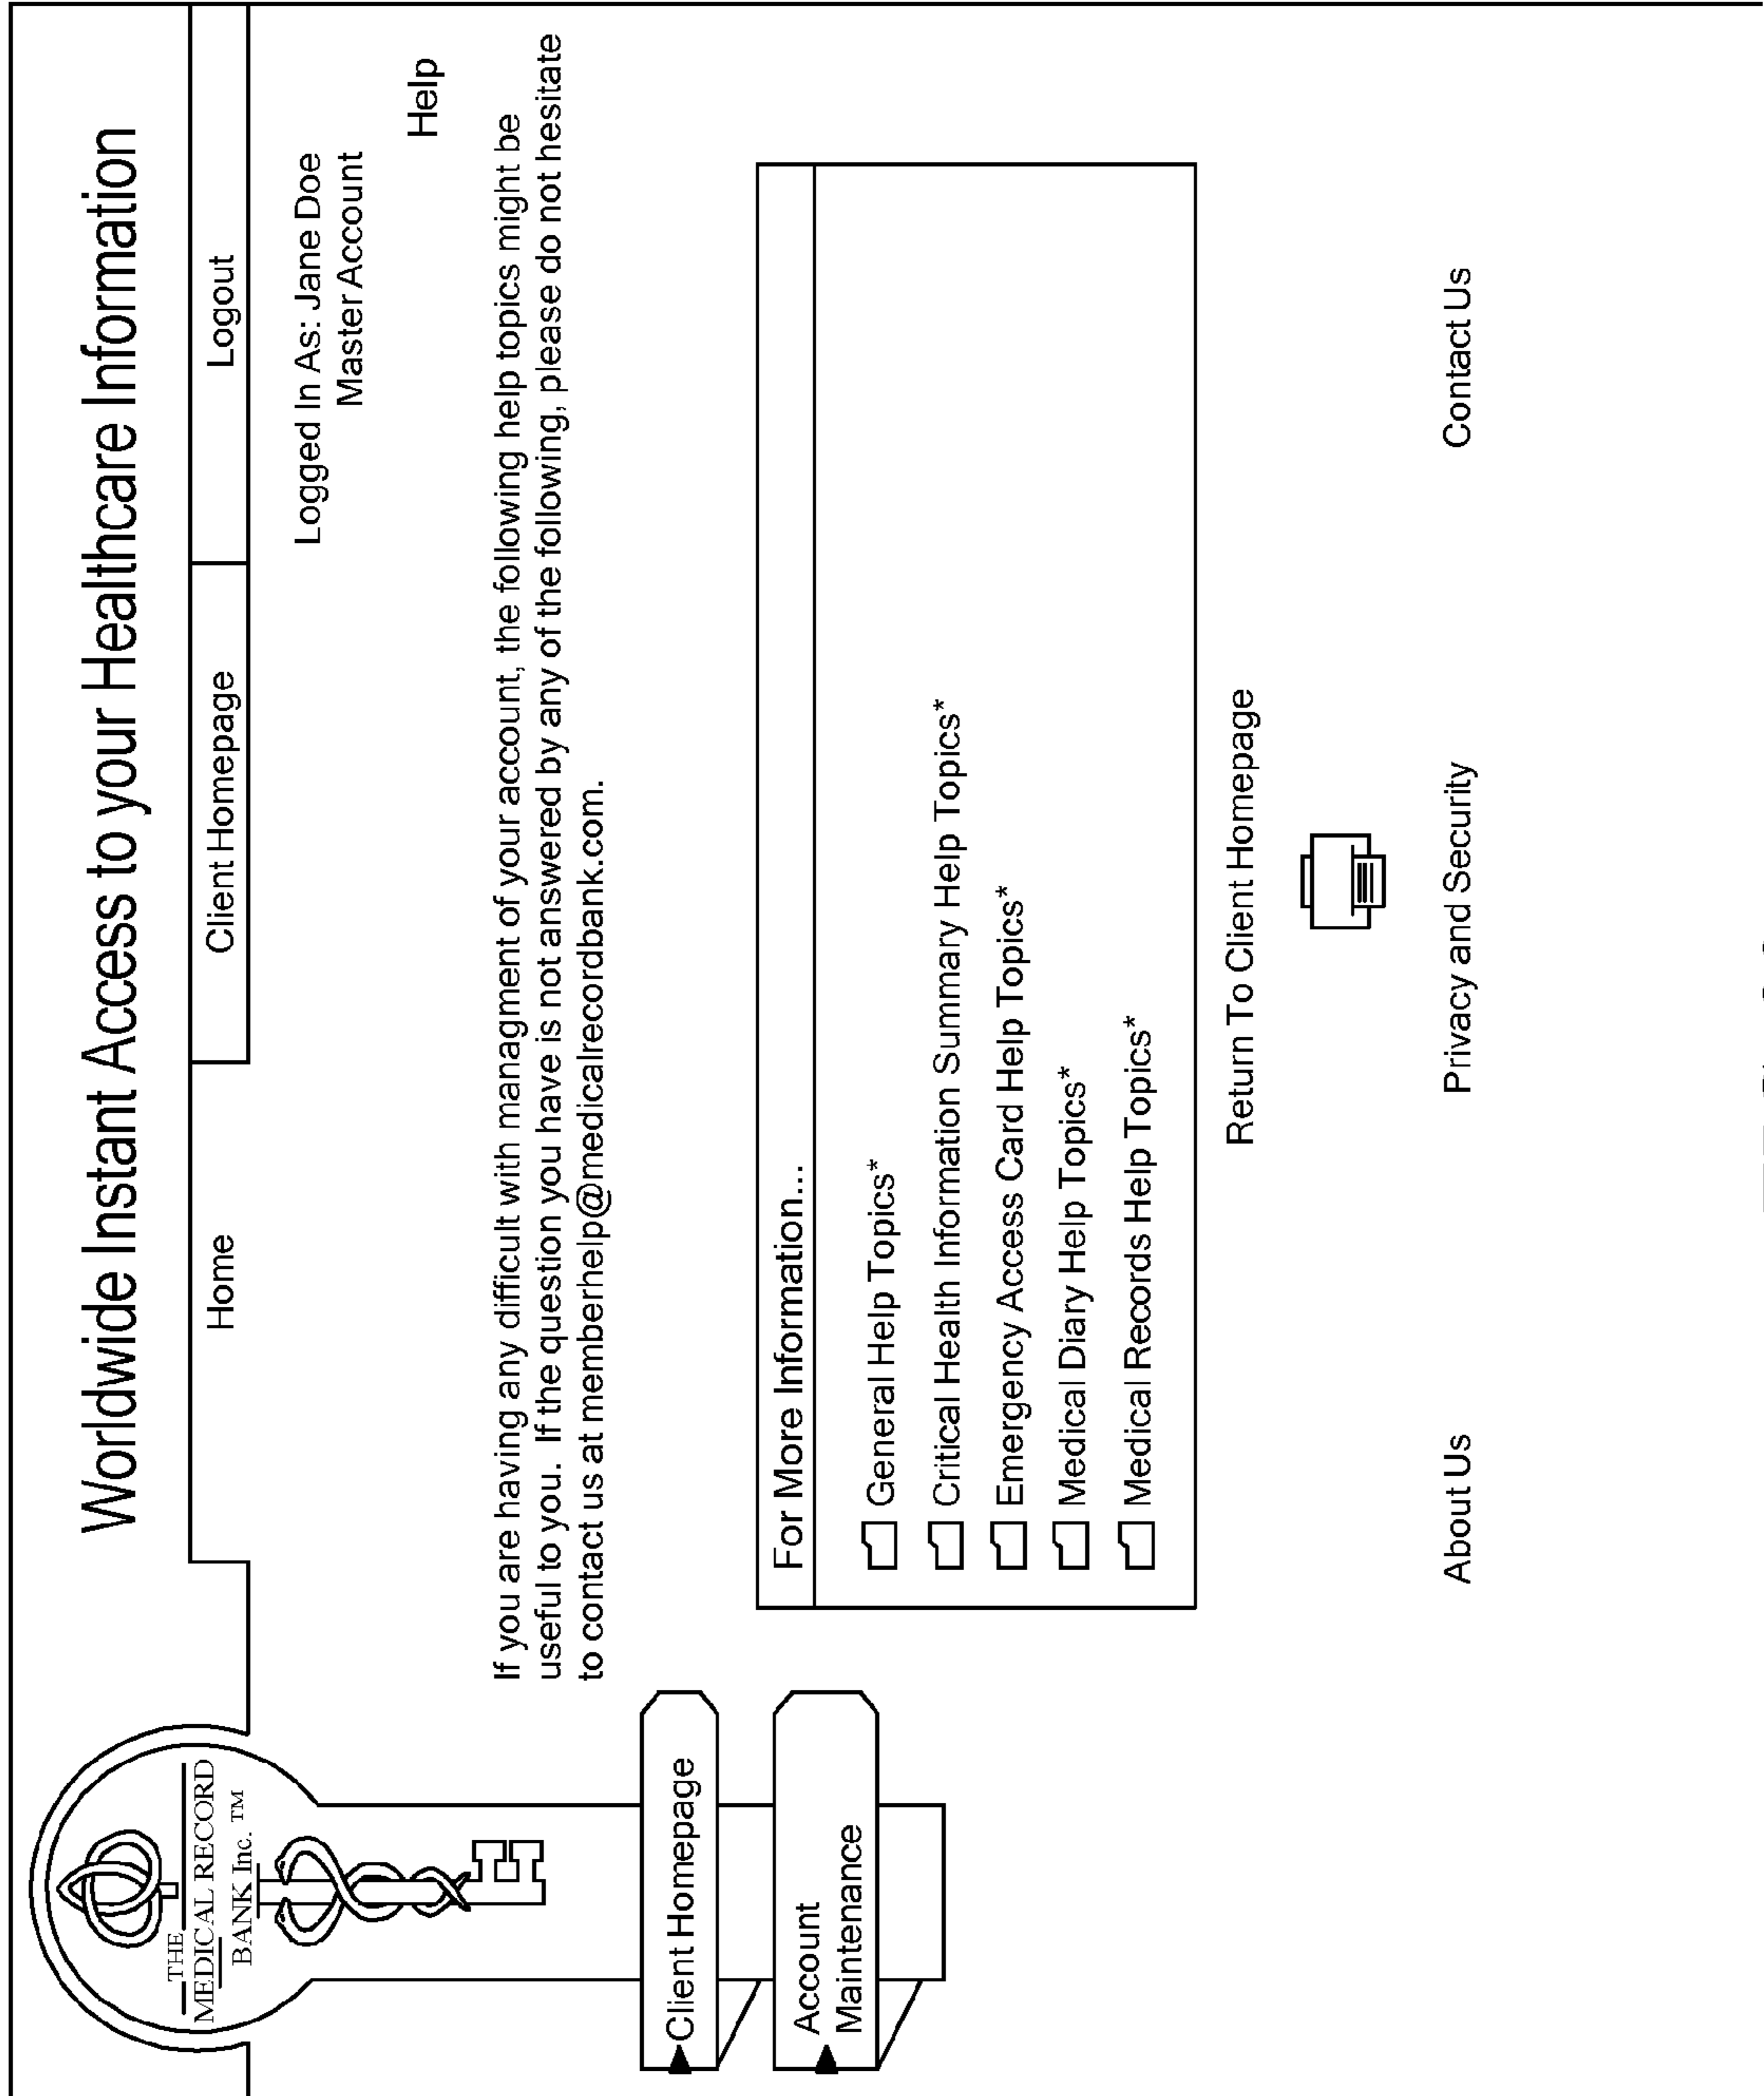 Worldwide Instant Access to your Healthcare Information
THE
MEDICAL RECORD
BANK Inc. TM
Home
Client Homepage
Logout
Logged In As: Jane Doe
Master Account
Help
If you are having any difficult with managment of your account, the following help topics might be
useful to you. If the question you have is not answered by any of the following, please do not hesitate
to contact us at memberhelp@medicalrecordbank.com.
Client Homepage
Account
Maintenance
For More Information...
General Help Topics*
Critical Health Information Summary Help Topics*
Emergency Access Card Help Topics*
Medical Diary Help Topics*
Medical Records Help Topics*
Return To Client Homepage
About Us
Privacy and Security
Contact Us